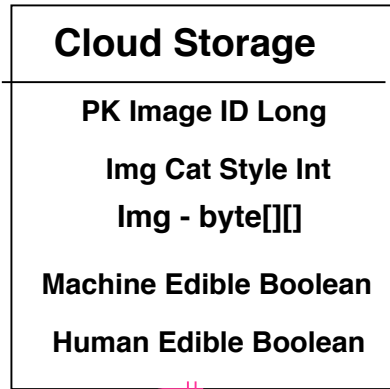 Cloud Storage
PK Image ID Long
Img Cat Style Int
Img - byte[][]
Machine Edible Boolean
Human Edible Boolean